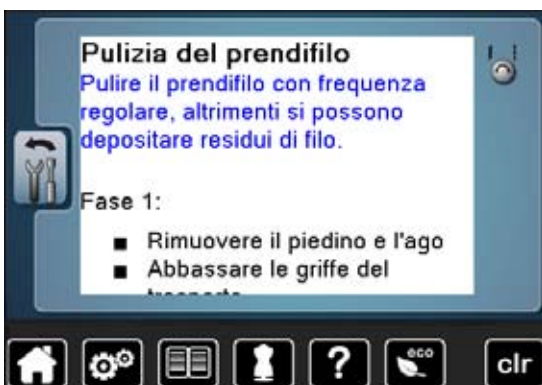 Pulizia del prendifilo
Pulire il prendifilo con frequenza
regolare, altrimenti si possono
depositare residui di filo.
Fase 1:
■ Rimuovere il piedino e l'ago
■ Abbassare le griffe del
?
eco
clr